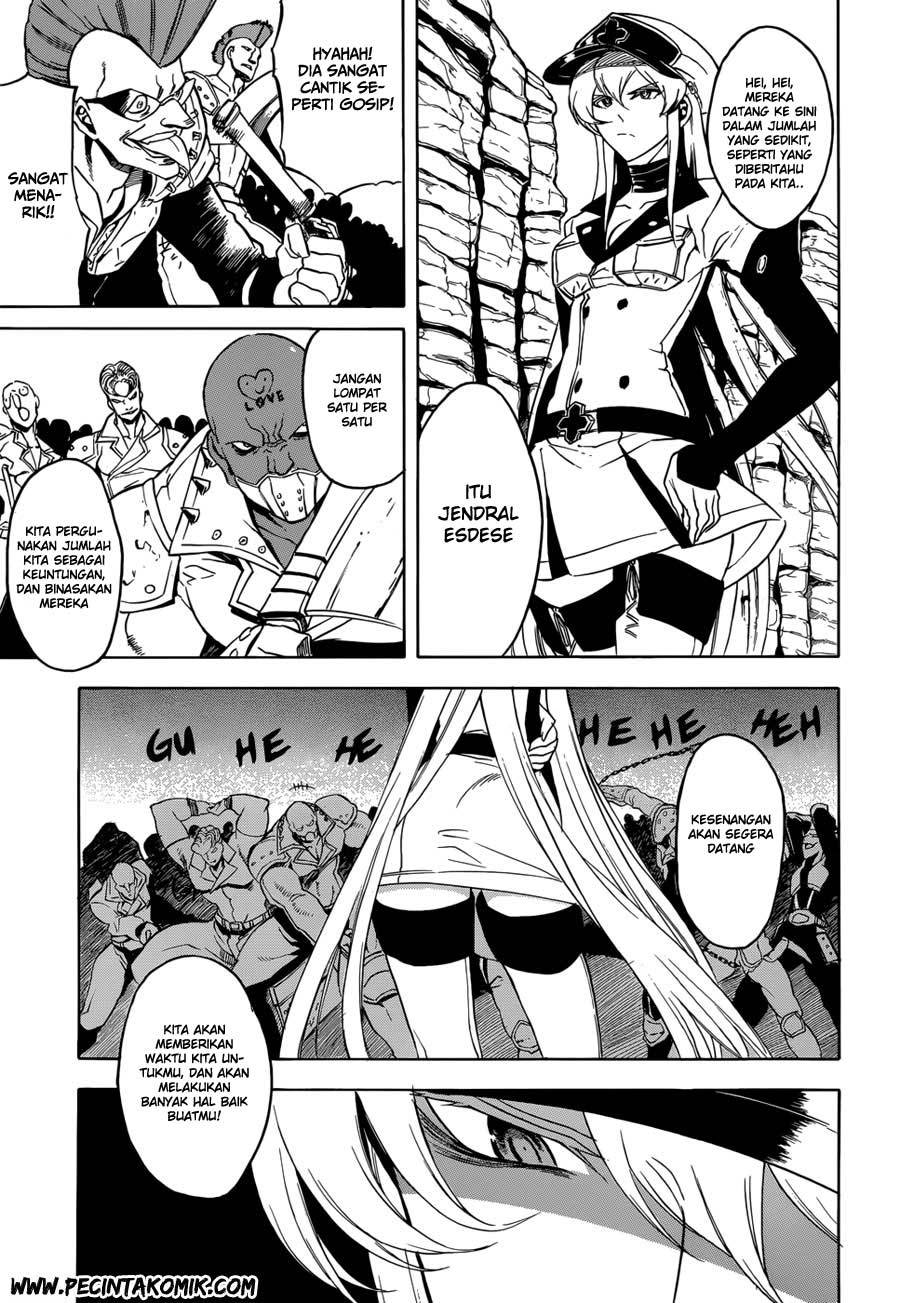 HEI, HEI,
MEREKA
DATANG KE SINI
DALAM JUMLAH
YANG SEDIKIT,
SEPERTI YANG
DIBERITAHU
PADA KITA..
ITU
JENDRAL
ESDESE
HYAHAH!
DIA SANGAT
CANTIK SE-
PERTI GOSIP!
SANGAT
MENA-
RIK!!
JANGAN
LOMPAT
SATU PER
SATU
LOVE
KITA PERGU-
NAKAN JUMLAH
KITA SEBAGAI
KEUNTUNGAN,
DAN BINASAKAN
MEREKA
GU HE HE HE HE HEH
KESENANGAN
AKAN SEGERA
DATANG
KITA AKAN
MEMBERIKAN
WAKTU KITA UN-
TUKMU, DAN AKAN
MELAKUKAN
BANYAK HAL BAIK
BUATMU!
WWW.PECINTAKOMIK.COM